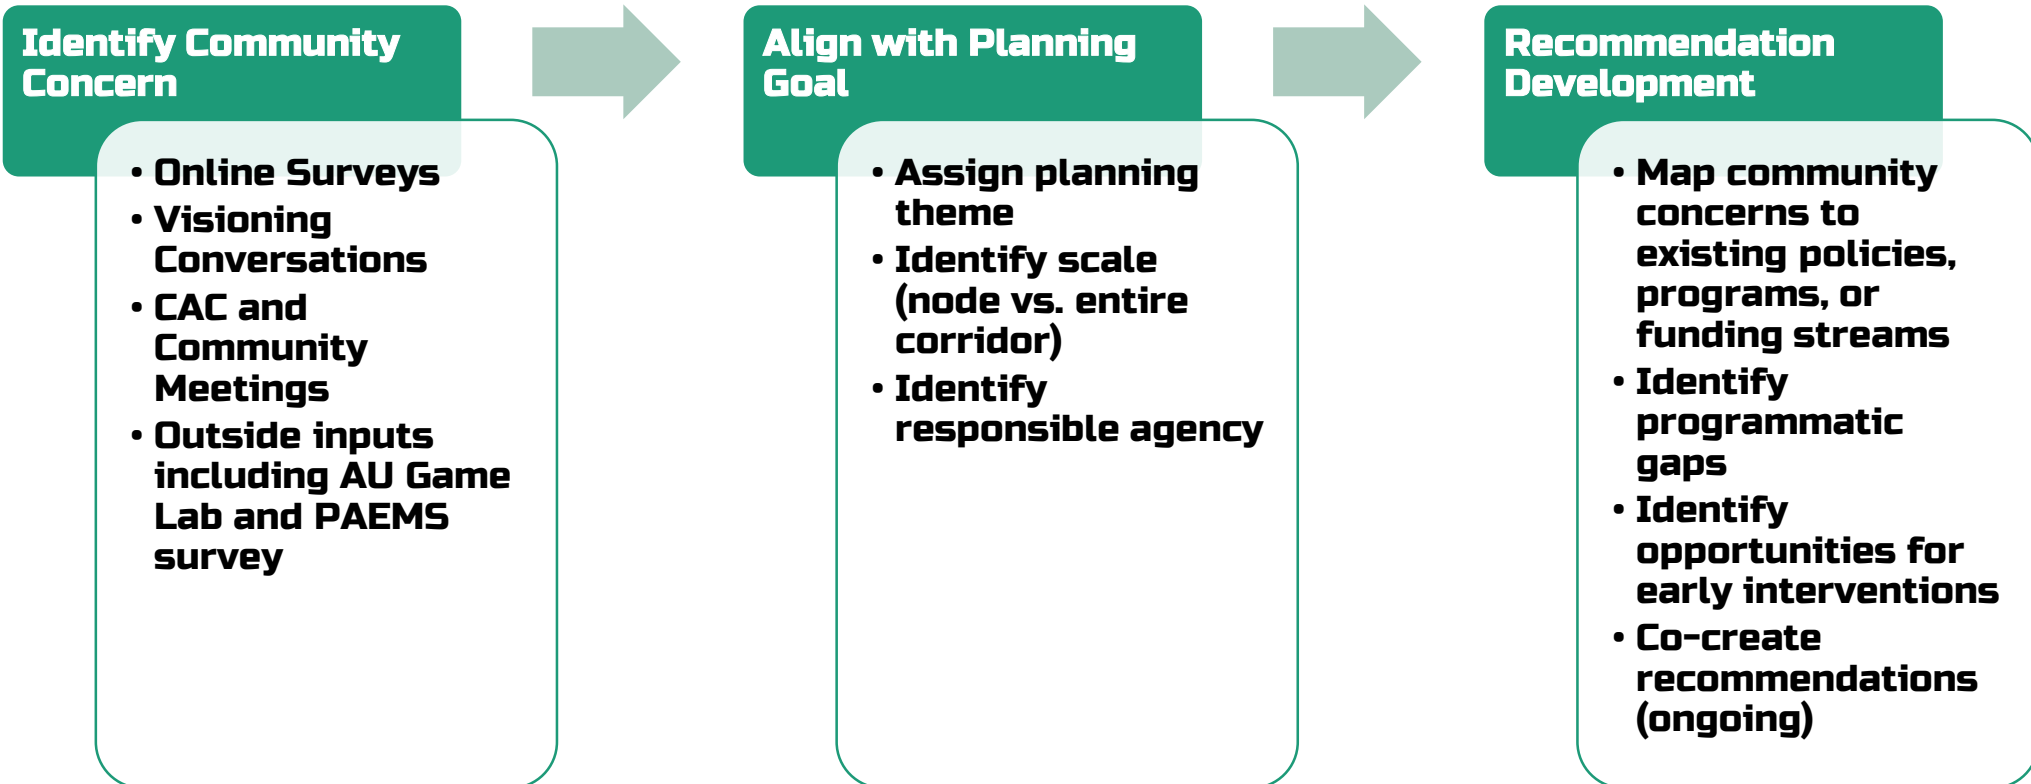 Identify Community
Concern
• Online Surveys
• Visioning
Conversations
• CAC and
Community
Meetings
• Outside inputs
including AU Game
Lab and PAEMS
survey
Align with Planning
Goal
• Assign planning
theme
• Identify scale
(node vs. entire
corridor)
• Identify
responsible agency
Recommendation
Development
• Map community
concerns to
existing policies,
programs, or
funding streams
• Identify
programmatic
gaps
• Identify
opportunities for
early interventions
• Co-create
recommendations
(ongoing)